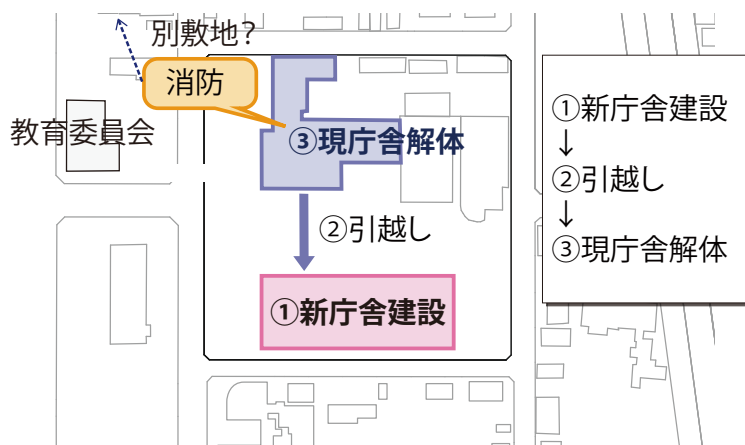 別敷地?
消防
教育委員会
③現庁舎解体
②引越し
①新庁舎建設
①新庁舎建設
↓
②引越し
↓
③現庁舎解体